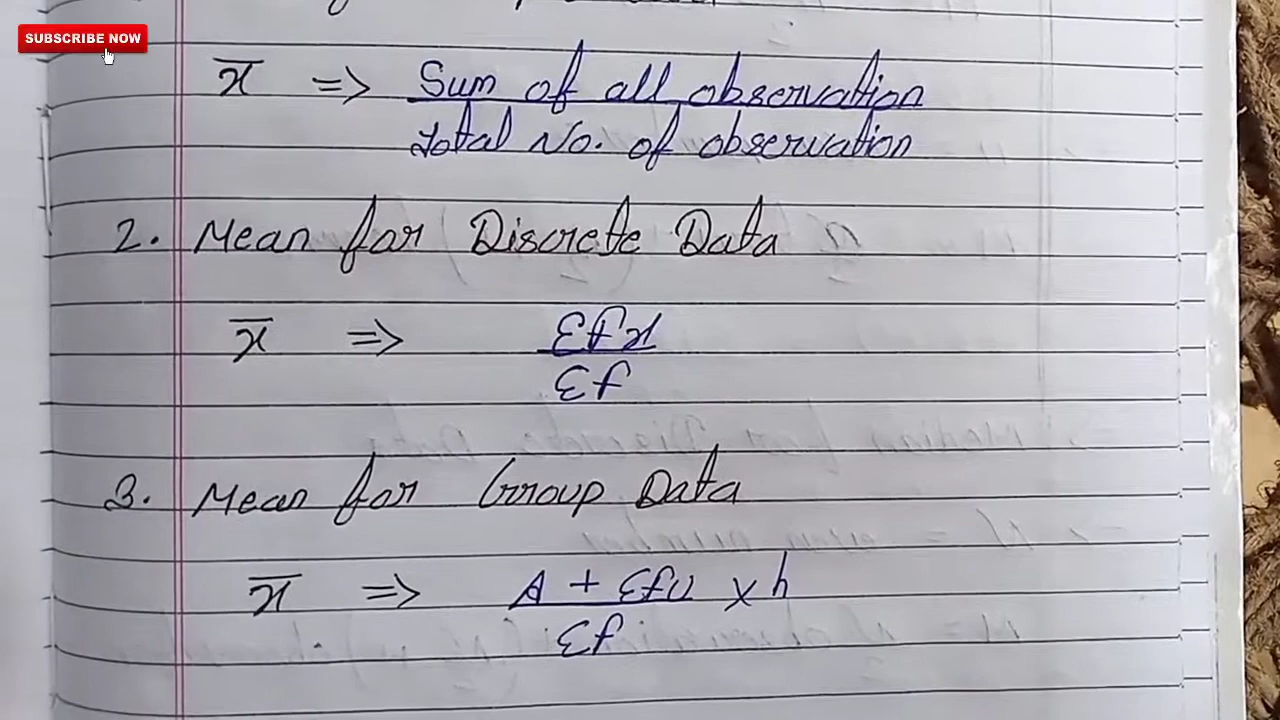 SUBSCRIBE NOW
x̄ => Sum of all observation
total No. of observation
2. Mean for Discrete Data
x̄ => Σfx
Σf
3. Mean for Group Data
x̄ => A + Σfu × h
Σf